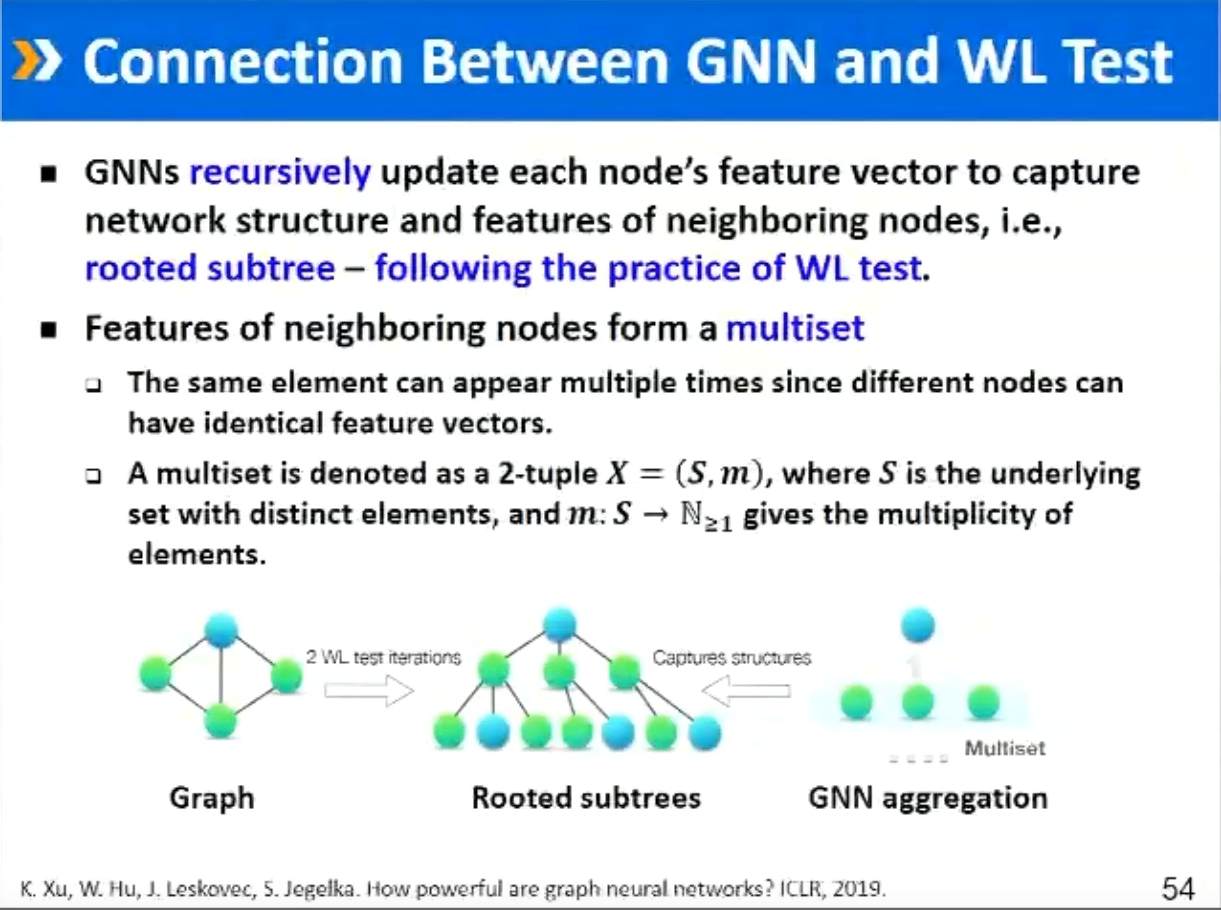 » Connection Between GNN and WL Test
▪ GNNs recursively update each node's feature vector to capture
network structure and features of neighboring nodes, i.e.,
rooted subtree – following the practice of WL test.
▪ Features of neighboring nodes form a multiset
❑ The same element can appear multiple times since different nodes can
have identical feature vectors.
❑ A multiset is denoted as a 2-tuple X = (S, m), where S is the underlying
set with distinct elements, and m: S → ℕ≥1 gives the multiplicity of
elements.
2 WL test iterations
Captures structures
Multiset
Graph
Rooted subtrees
GNN aggregation
K. Xu, W. Hu, J. Leskovec, S. Jegelka. How powerful are graph neural networks? ICLR, 2019.
54